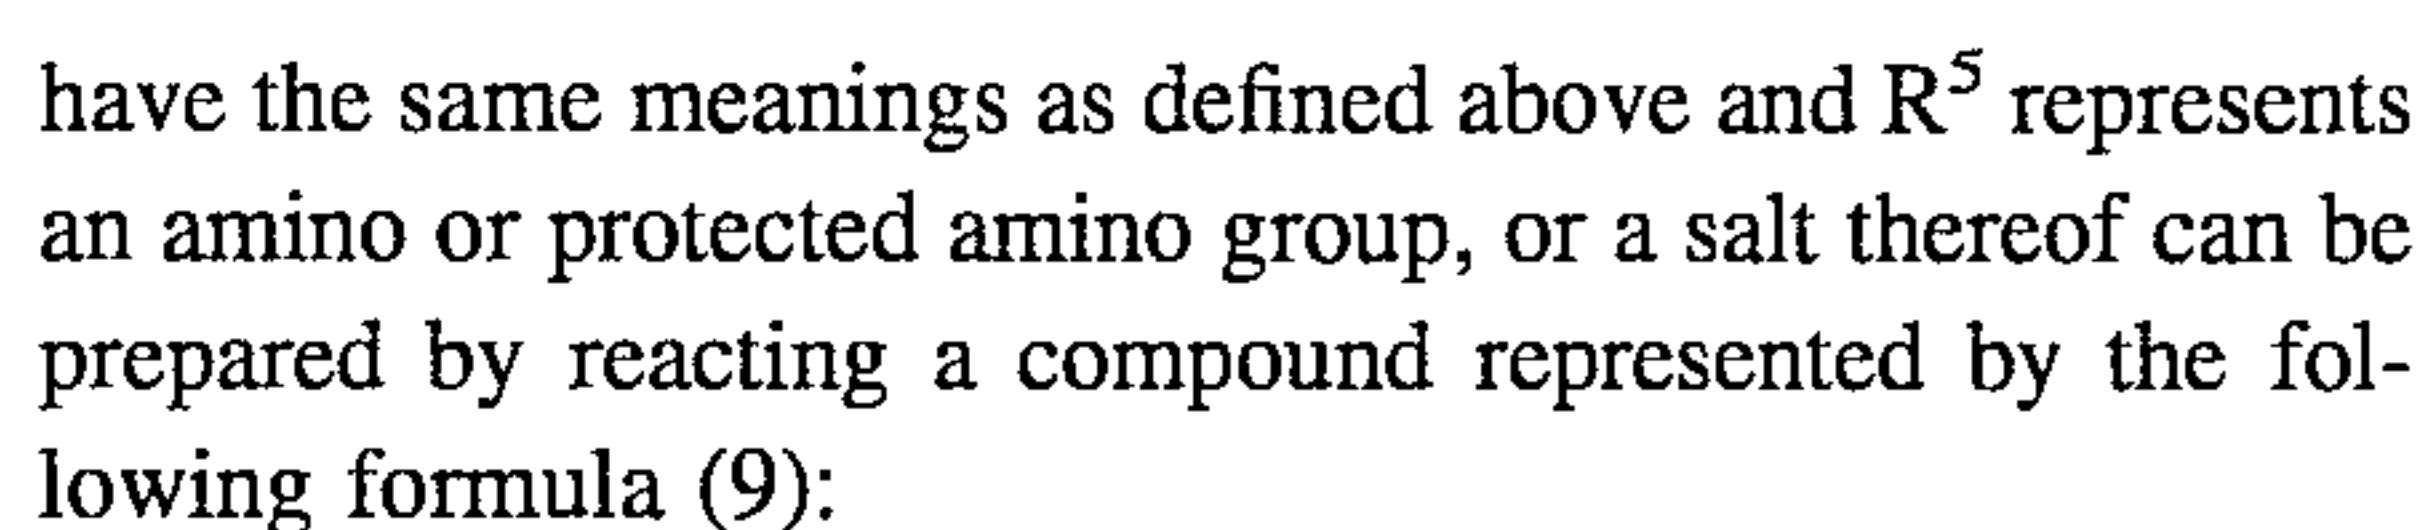 have the same meanings as defined above and R⁵ represents
an amino or protected amino group, or a salt thereof can be
prepared by reacting a compound represented by the fol-
lowing formula (9):